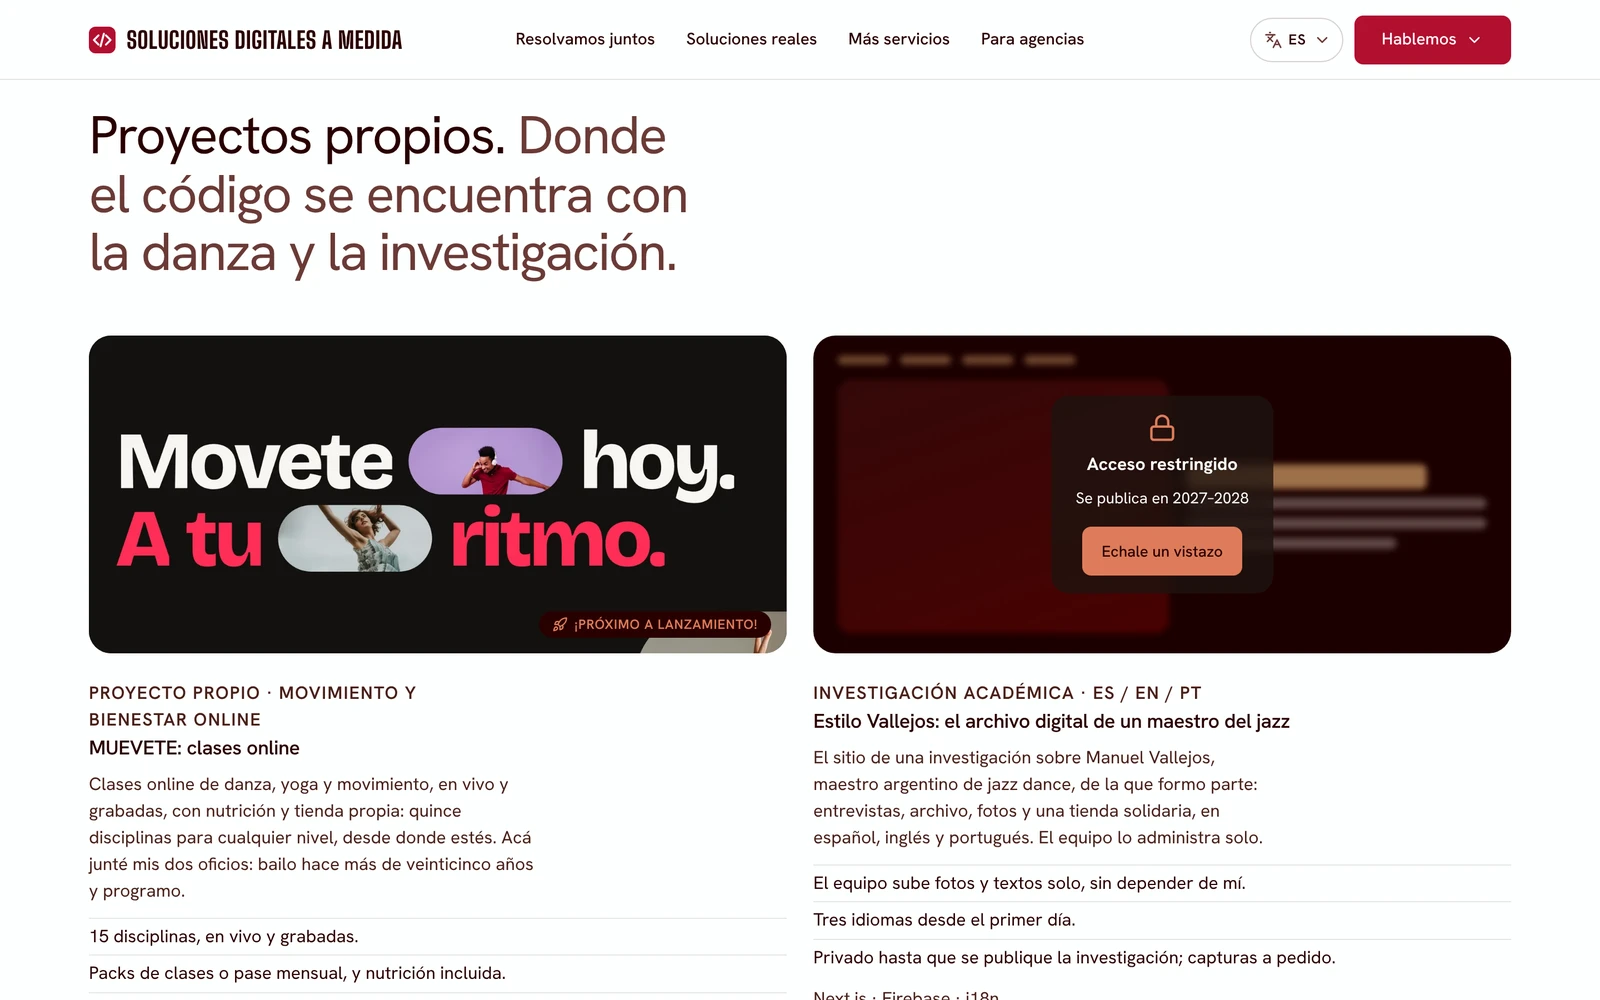 SOLUCIONES DIGITALES A MEDIDA
Resolvamos juntos
Soluciones reales
Más servicios
Para agencias
ES
Hablemos
Proyectos propios. Donde
el código se encuentra con
la danza y la investigación.
Movete hoy.
A tu ritmo.
¡PRÓXIMO A LANZAMIENTO!
PROYECTO PROPIO · MOVIMIENTO Y
BIENESTAR ONLINE
MUEVETE: clases online
Clases online de danza, yoga y movimiento, en vivo y
grabadas, con nutrición y tienda propia: quince
disciplinas para cualquier nivel, desde donde estés. Acá
junté mis dos oficios: bailo hace más de veinticinco años
y programo.
15 disciplinas, en vivo y grabadas.
Packs de clases o pase mensual, y nutrición incluida.
Acceso restringido
Se publica en 2027–2028
Echale un vistazo
INVESTIGACIÓN ACADÉMICA · ES / EN / PT
Estilo Vallejos: el archivo digital de un maestro del jazz
El sitio de una investigación sobre Manuel Vallejos,
maestro argentino de jazz dance, de la que formo parte:
entrevistas, archivo, fotos y una tienda solidaria, en
español, inglés y portugués. El equipo lo administra solo.
El equipo sube fotos y textos solo, sin depender de mí.
Tres idiomas desde el primer día.
Privado hasta que se publique la investigación; capturas a pedido.
Next.js · Firebase · i18n